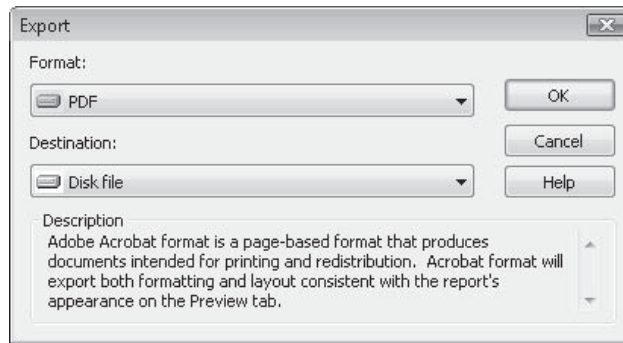 Export
Format:
PDF
OK
Destination:
Cancel
Disk file
Help
Description
Adobe Acrobat format is a page-based format that produces
documents intended for printing and redistribution.  Acrobat format will
export both formatting and layout consistent with the report's
appearance on the Preview tab.